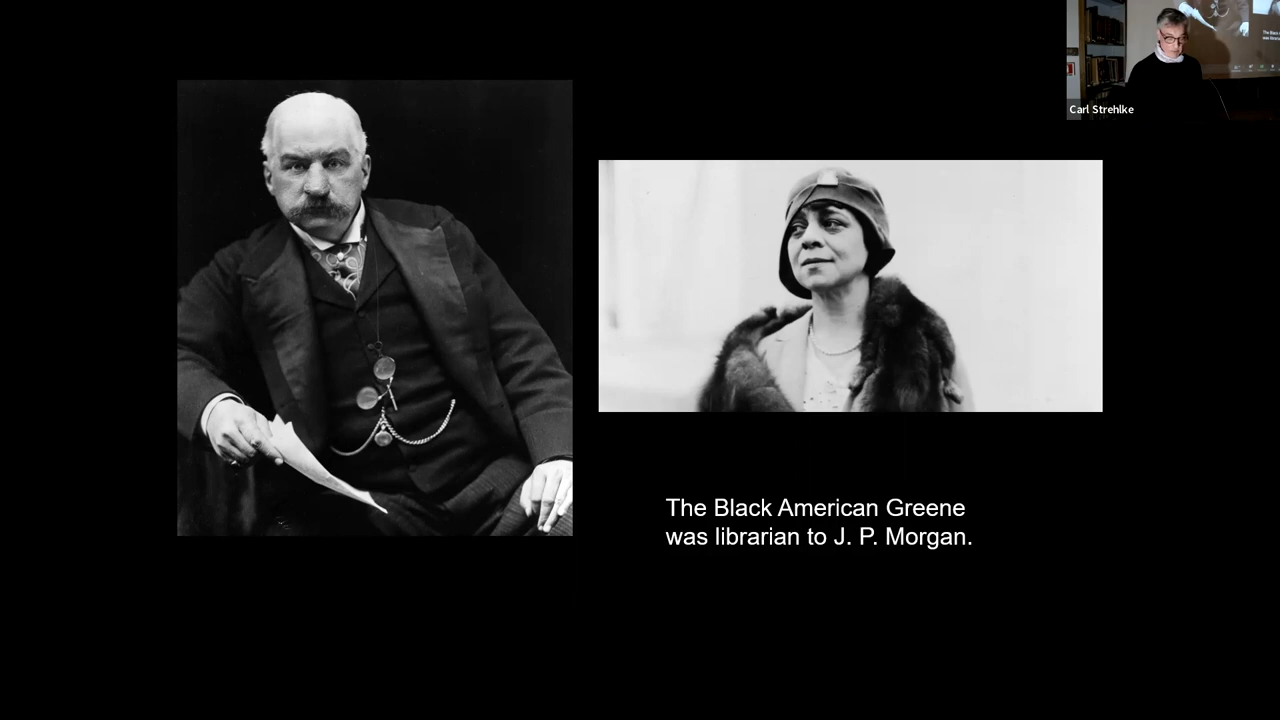 Carl Strehlke
The Black American Greene
was librarian to J. P. Morgan.